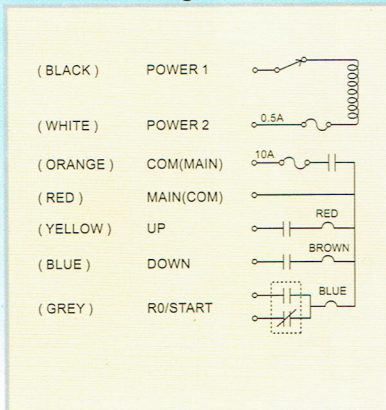 ( BLACK ) POWER 1
( WHITE ) POWER 2 0.5A
( ORANGE ) COM(MAIN) 10A
( RED ) MAIN(COM)
( YELLOW ) UP RED
( BLUE ) DOWN BROWN
( GREY ) R0/START BLUE